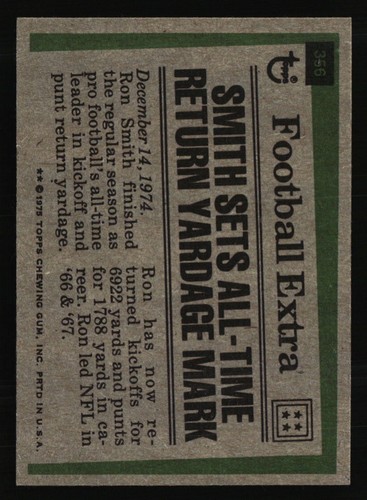 356
topps
Football Extra
SMITH SETS ALL-TIME
RETURN YARDAGE MARK
December 14, 1974.
Ron Smith finished
the regular season as
pro football's all-time
leader in kickoff and
punt return yardage.
Ron has now re-
turned kickoffs for
6922 yards and punts
for 1788 yards in ca-
reer. Ron led NFL in
'66 & '67.
** © 1975 TOPPS CHEWING GUM, INC. PRTD IN U.S.A.